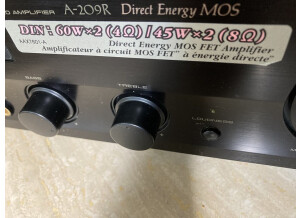 AMPLIFIER A-209R Direct Energy MOS
DIN: 60W×2 (4Ω) / 45W×2 (8Ω)
Direct Energy MOS FET Amplifier
Amplificateur à circuit MOS FET " à énergie directe"
BASS
TREBLE
LOUDNESS